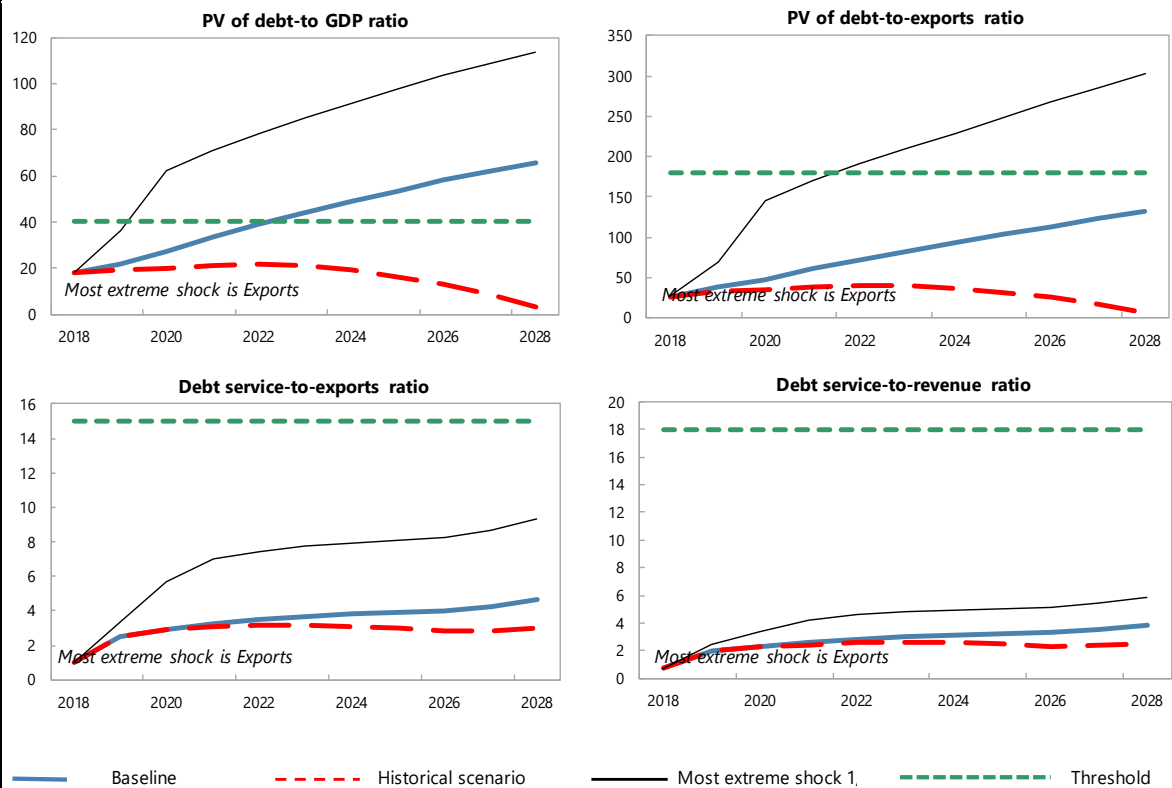 PV of debt-to GDP ratio
120
100
80
60
40
20
0
Most extreme shock is Exports
2018 2020 2022 2024 2026 2028
PV of debt-to-exports ratio
350
300
250
200
150
100
50
0
Most extreme shock is Exports
2018 2020 2022 2024 2026 2028
Debt service-to-exports ratio
16
14
12
10
8
6
4
2
0
Most extreme shock is Exports
2018 2020 2022 2024 2026 2028
Debt service-to-revenue ratio
20
18
16
14
12
10
8
6
4
2
0
Most extreme shock is Exports
2018 2020 2022 2024 2026 2028
Baseline Historical scenario Most extreme shock 1, Threshold